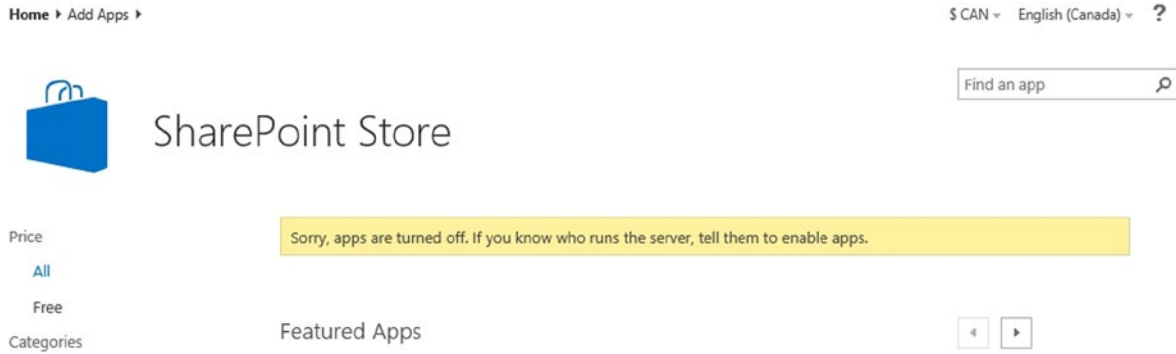 Home ▸ Add Apps ▸
$ CAN English (Canada) ?
Find an app
SharePoint Store
Price
Sorry, apps are turned off. If you know who runs the server, tell them to enable apps.
All
Free
Featured Apps
Categories